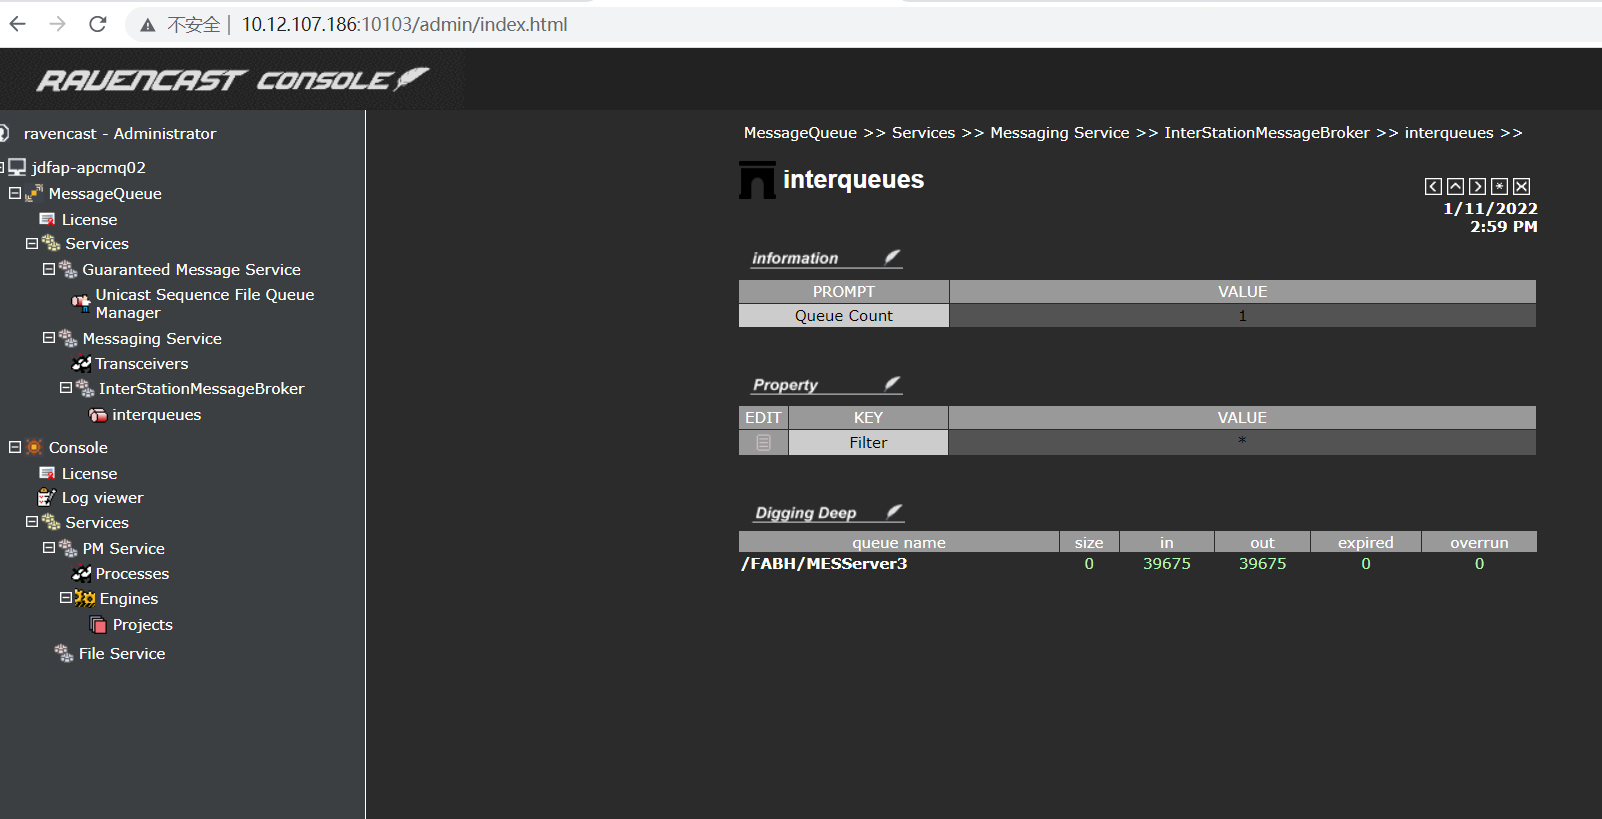 不安全 | 10.12.107.186:10103/admin/index.html
RAVENCAST CONSOLE
ravencast - Administrator
jdfap-apcmq02
MessageQueue
License
Services
Guaranteed Message Service
Unicast Sequence File Queue
Manager
Messaging Service
Transceivers
InterStationMessageBroker
interqueues
Console
License
Log viewer
Services
PM Service
Processes
Engines
Projects
File Service
MessageQueue >> Services >> Messaging Service >> InterStationMessageBroker >> interqueues >>
interqueues
1/11/2022
2:59 PM
information
PROMPT VALUE
Queue Count 1
Property
EDIT KEY VALUE
Filter *
Digging Deep
queue name size in out expired overrun
/FABH/MESServer3 0 39675 39675 0 0